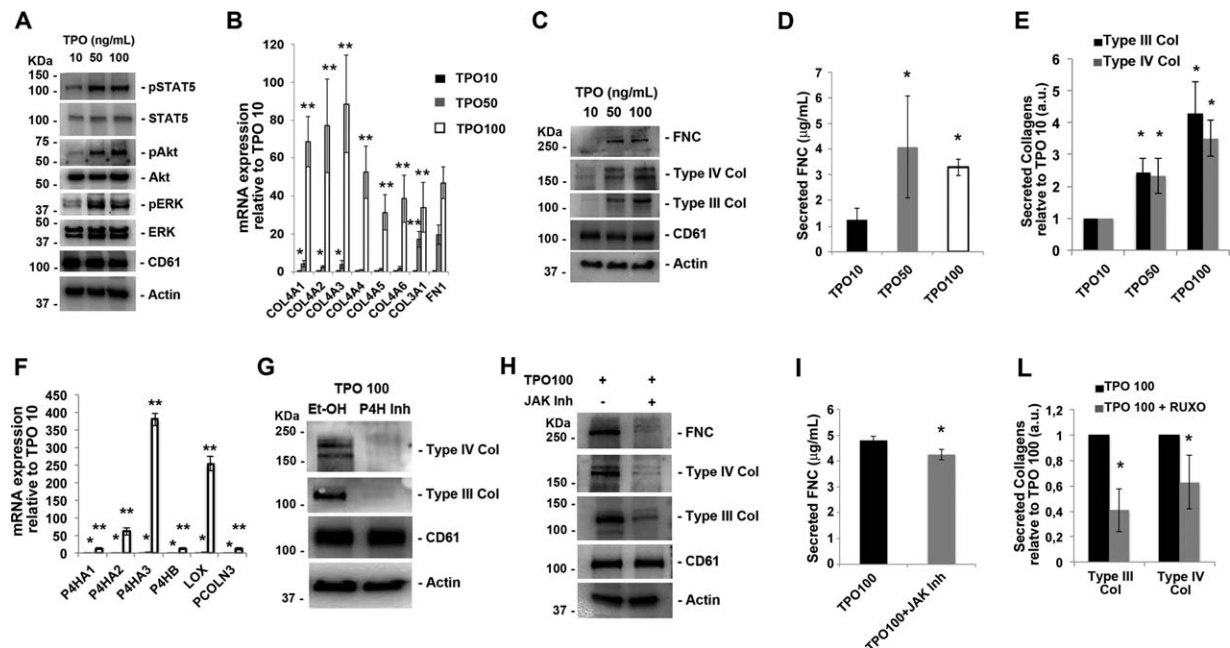 A
TPO (ng/mL)
KDa 10 50 100
150 -
100 -
- pSTAT5
100 -
- STAT5
75 -
50 -
- pAkt
50 -
- Akt
37 -
- pERK
50 -
37 -
- ERK
100 -
- CD61
37 -
- Actin
B
mRNA expression
relative to TPO 10
120
100
80
60
40
20
0
TPO10
TPO50
TPO100
* ** * ** * ** ** ** ** ** **
COL4A1
COL4A2
COL4A3
COL4A4
COL4A5
COL4A6
COL3A1
FN1
C
TPO (ng/mL)
KDa 10 50 100
250 -
- FNC
150 -
- Type IV Col
100 -
- Type III Col
100 -
- CD61
37 -
- Actin
D
Secreted FNC (µg/mL)
7
6
5
4
3
2
1
0
* *
TPO10
TPO50
TPO100
E
Type III Col
Type IV Col
Secreted Collagens
relatve to TPO 10 (a.u.)
6
5
4
3
2
1
0
* * * *
TPO10
TPO50
TPO100
F
mRNA expression
relative to TPO 10
450
400
350
300
250
200
150
100
50
0
* ** * ** * ** * ** * ** * **
P4HA1
P4HA2
P4HA3
P4HB
LOX
PCOLN3
G
TPO 100
KDa Et-OH P4H Inh
250 -
150 -
- Type IV Col
100 -
- Type III Col
100 -
- CD61
37 -
- Actin
H
TPO100 + +
JAK Inh - +
KDa
250 -
- FNC
150 -
- Type IV Col
100 -
- Type III Col
100 -
- CD61
37 -
- Actin
I
Secreted FNC (µg/mL)
6
5
4
3
2
1
0
*
TPO100
TPO100+JAK Inh
L
TPO 100
TPO 100 + RUXO
Secreted Collagens
relatve to TPO 100 (a.u.)
1,2
1
0,8
0,6
0,4
0,2
0
* *
Type III Col
Type IV Col